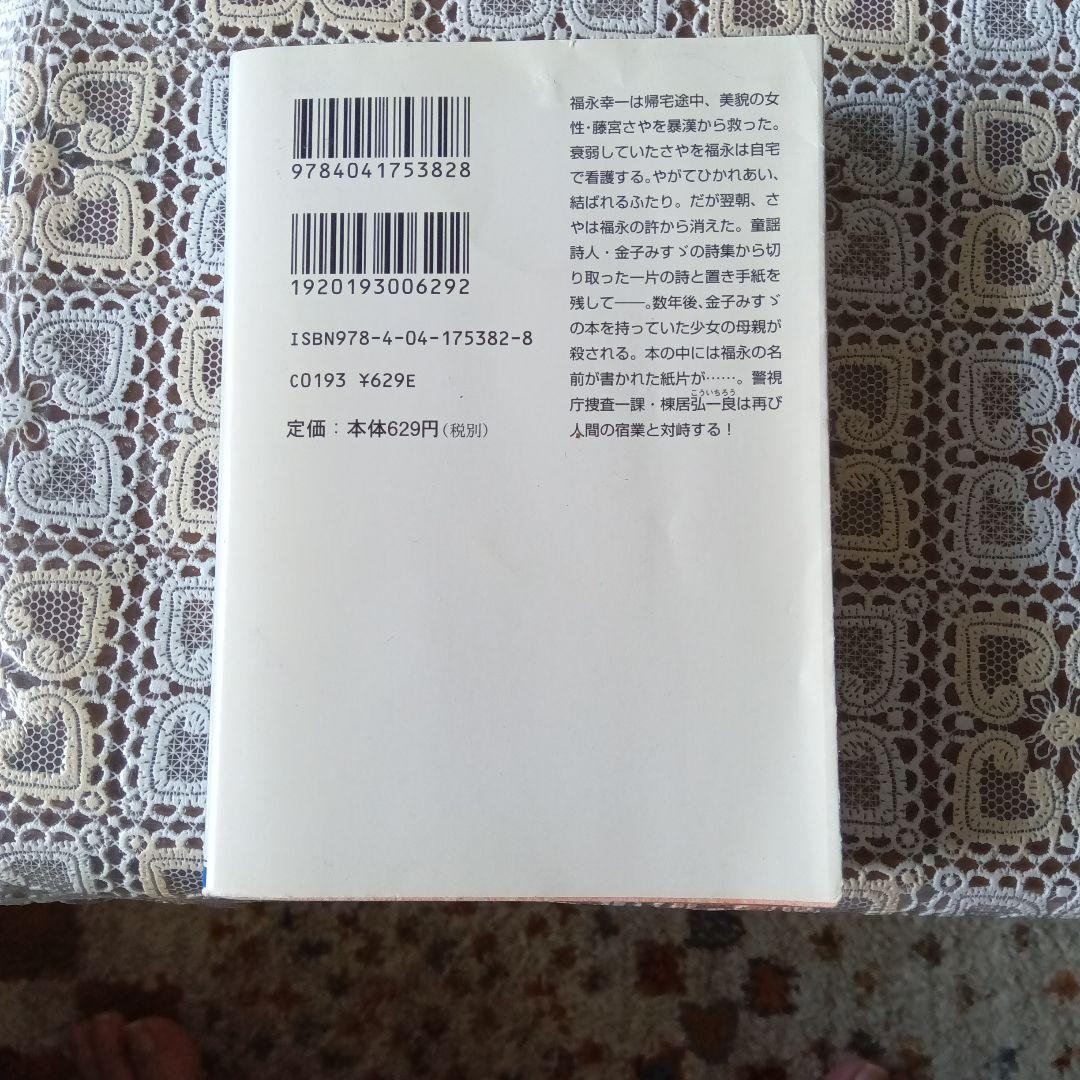 9784041753828
1920193006292
ISBN978-4-04-175382-8
C0193 ¥629E
定価：本体629円（税別）
福永幸一は帰宅途中、美貌の女
性・藤宮さやを暴漢から救った。
衰弱していたさやを福永は自宅
で看護する。やがてひかれあい、
結ばれるふたり。だが翌朝、さ
やは福永の許から消えた。童謡
詩人・金子みすゞの詩集から切
り取った一片の詩と置き手紙を
残して――。数年後、金子みすゞ
の本を持っていた少女の母親が
殺される。本の中には福永の名
前が書かれた紙片が……。警視
こういちろう
庁捜査一課・棟居弘一良は再び
人間の宿業と対峙する！